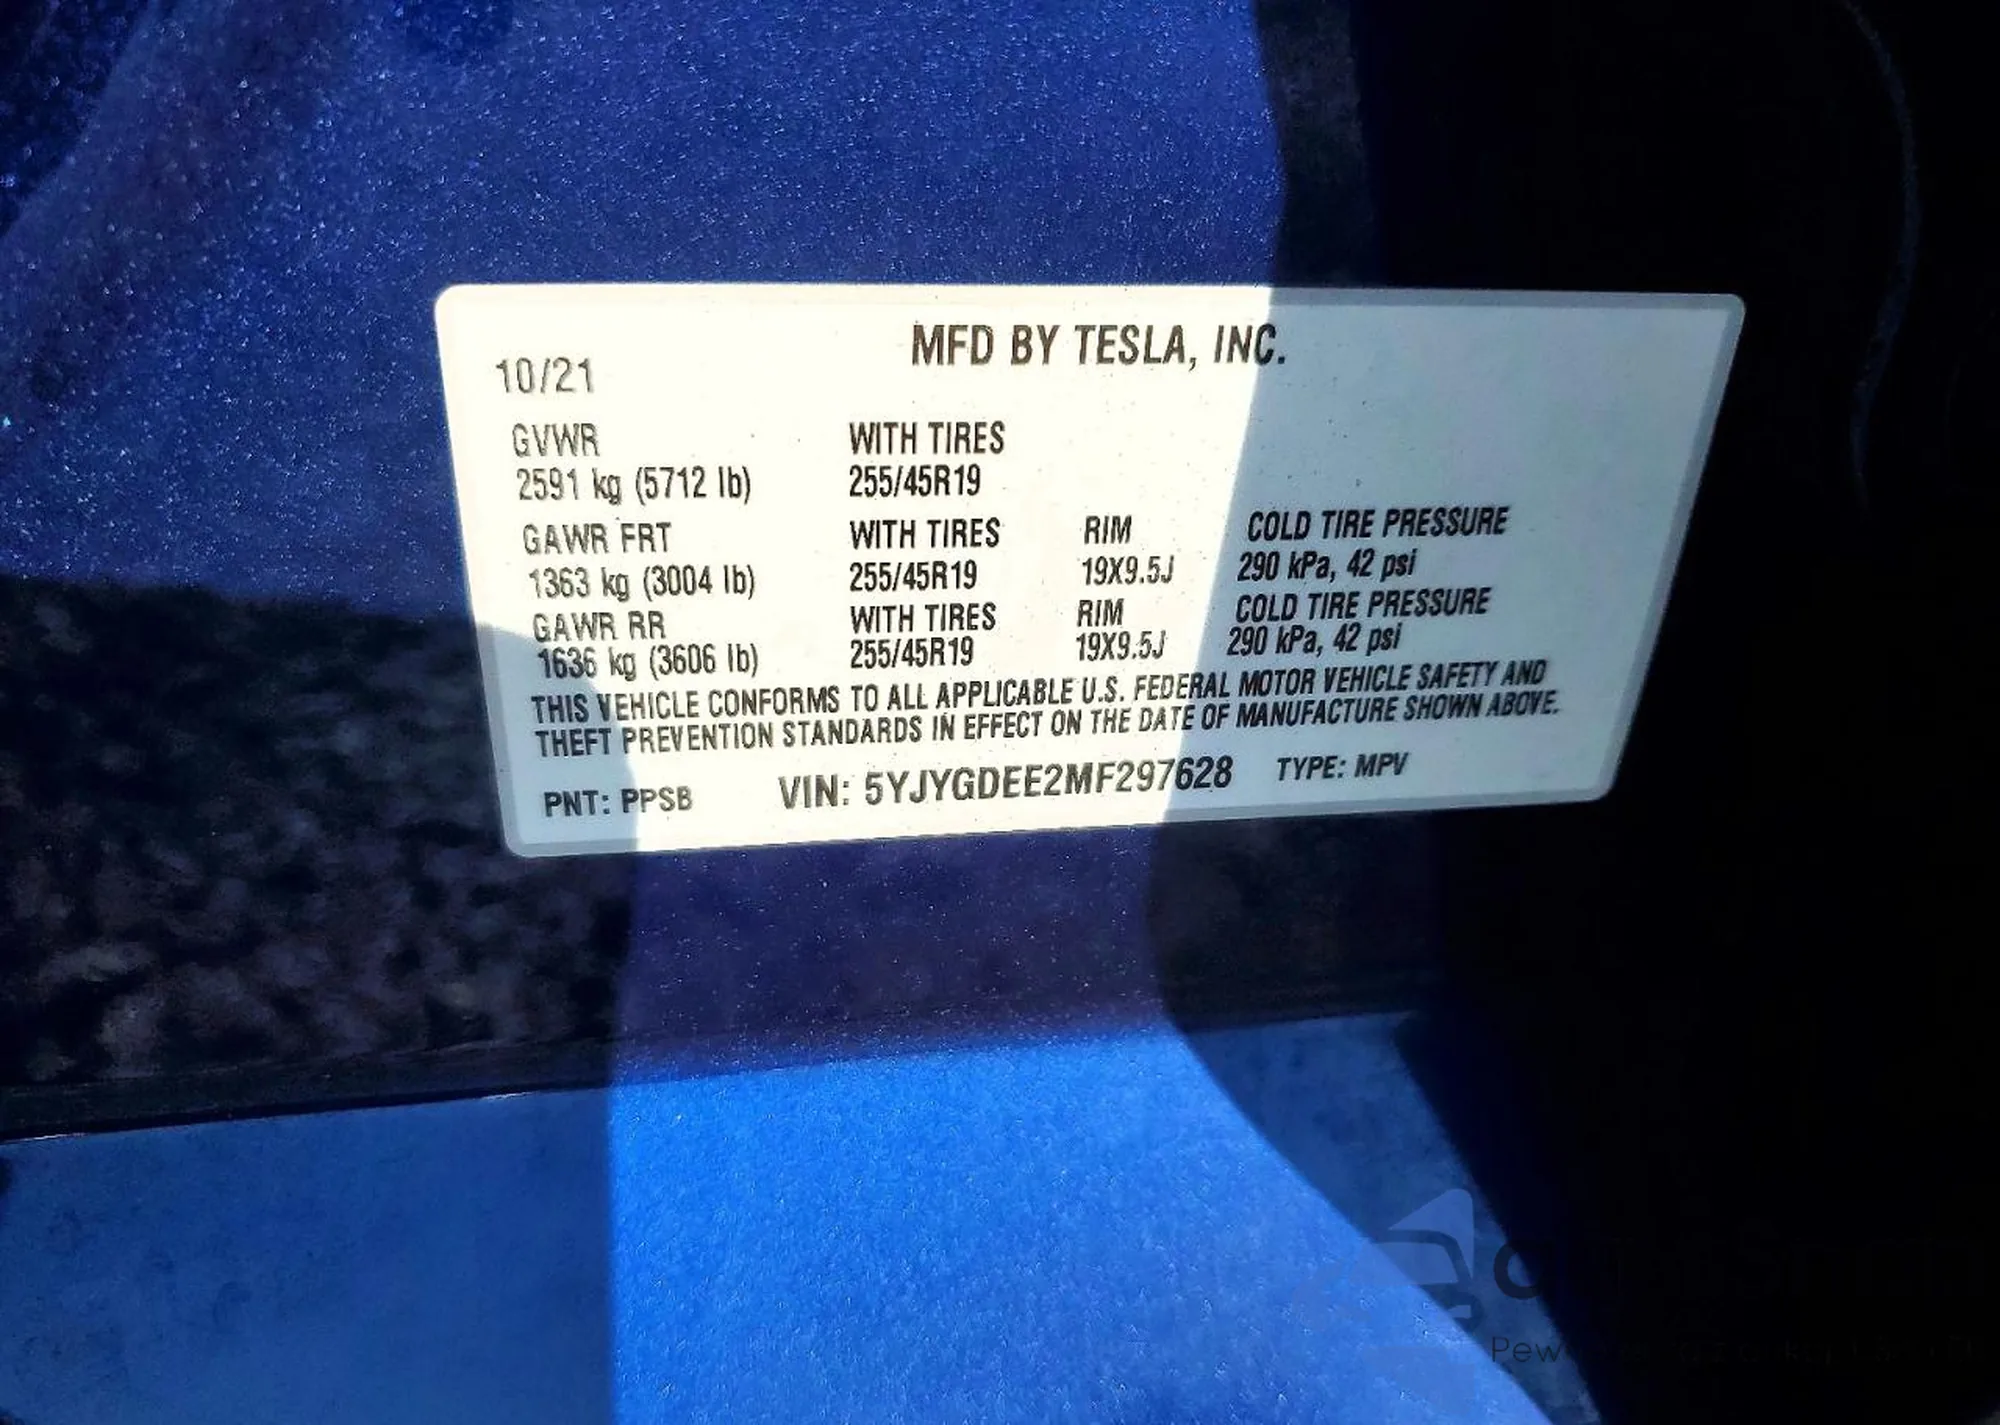 MFD BY TESLA, INC.
10/21
GVWR WITH TIRES
2591 kg (5712 lb) 255/45R19
GAWR FRT WITH TIRES RIM COLD TIRE PRESSURE
1363 kg (3004 lb) 255/45R19 19X9.5J 290 kPa, 42 psi
GAWR RR WITH TIRES RIM COLD TIRE PRESSURE
1636 kg (3606 lb) 255/45R19 19X9.5J 290 kPa, 42 psi
THIS VEHICLE CONFORMS TO ALL APPLICABLE U.S. FEDERAL MOTOR VEHICLE SAFETY AND
THEFT PREVENTION STANDARDS IN EFFECT ON THE DATE OF MANUFACTURE SHOWN ABOVE.
PNT: PPSB VIN: 5YJYGDEE2MF297628 TYPE: MPV